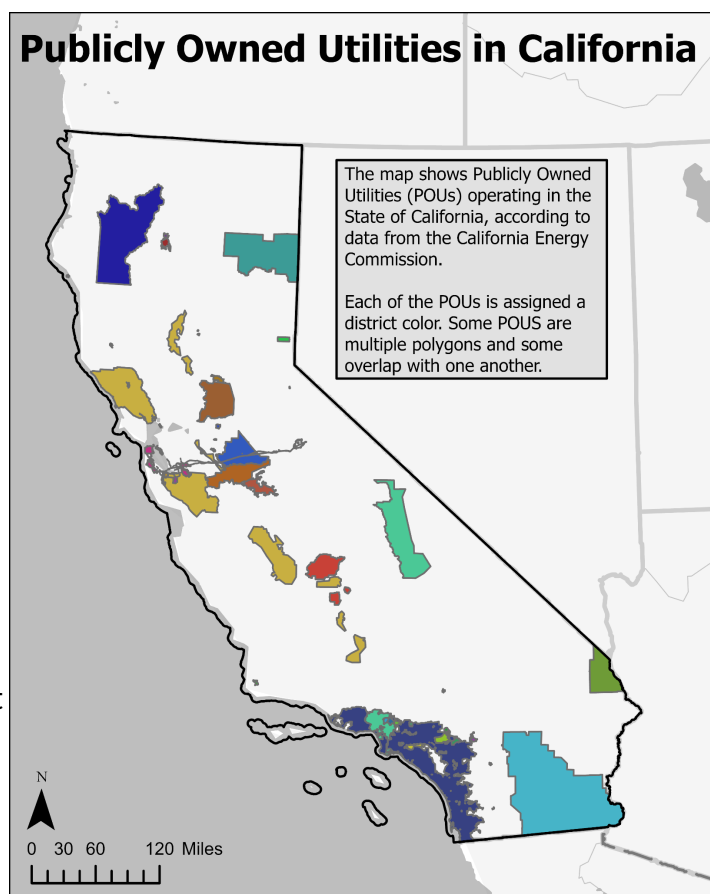 Publicly Owned Utilities in California
The map shows Publicly Owned
Utilities (POUs) operating in the
State of California, according to
data from the California Energy
Commission.
Each of the POUs is assigned a
district color. Some POUS are
multiple polygons and some
overlap with one another.
N
0 30 60 120 Miles